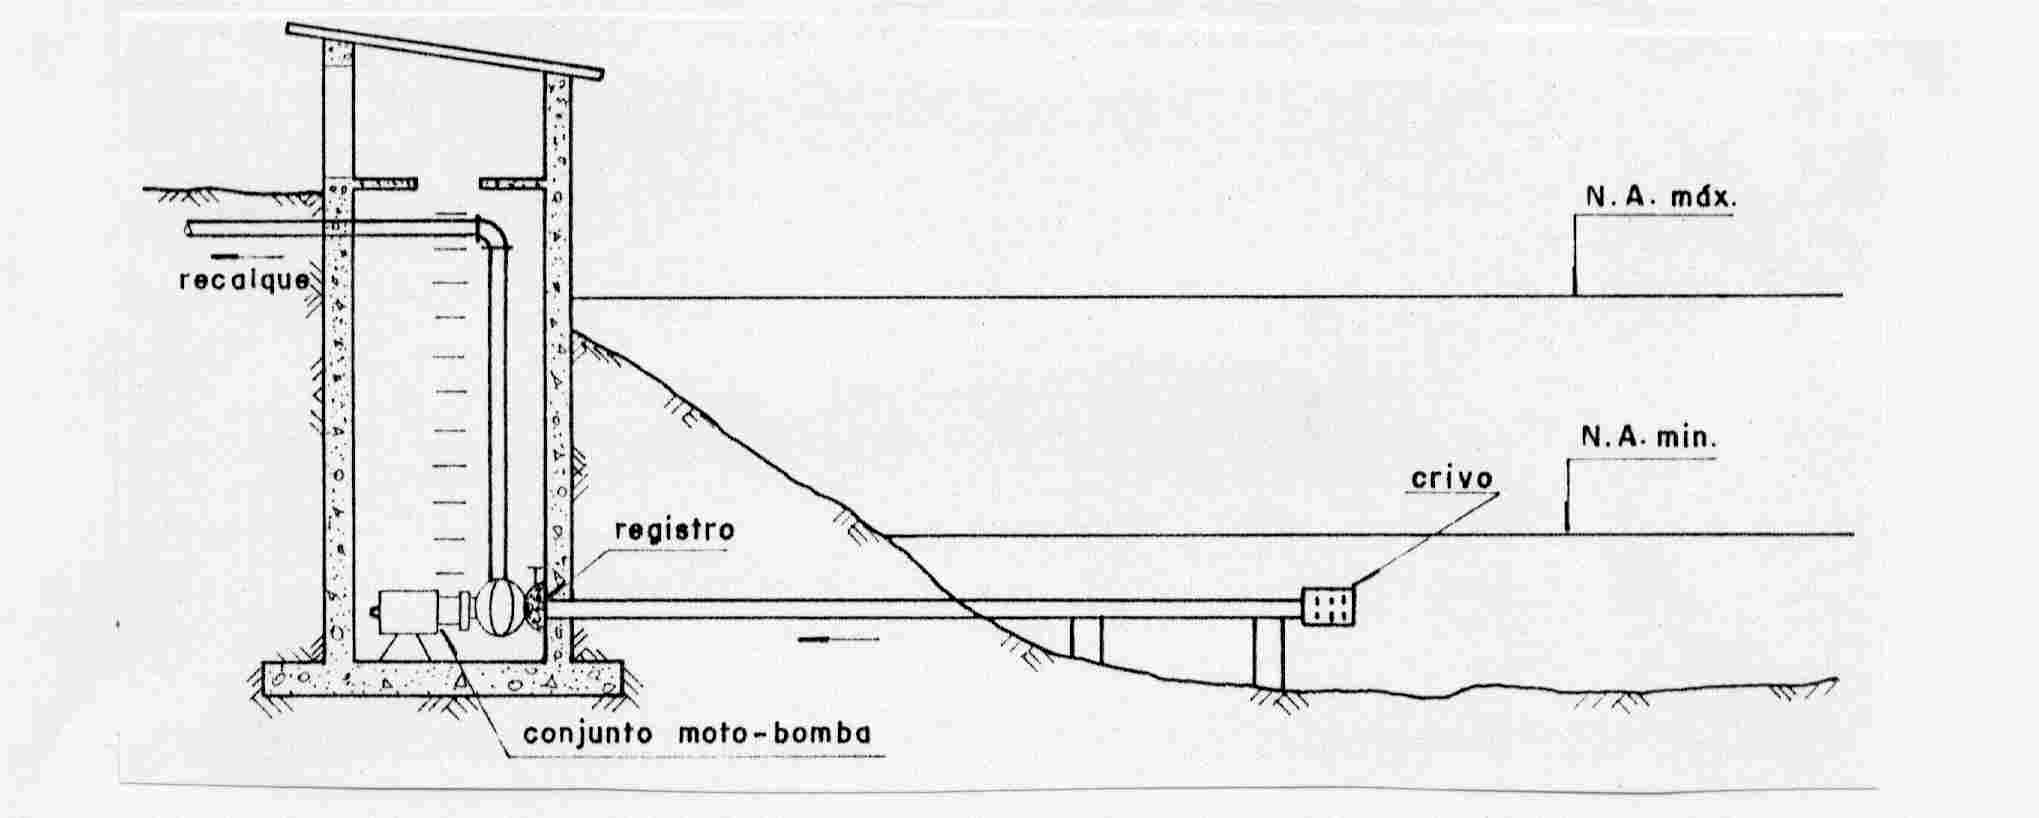 N.A. máx.
recalque
N.A. min.
crivo
registro
conjunto moto-bomba